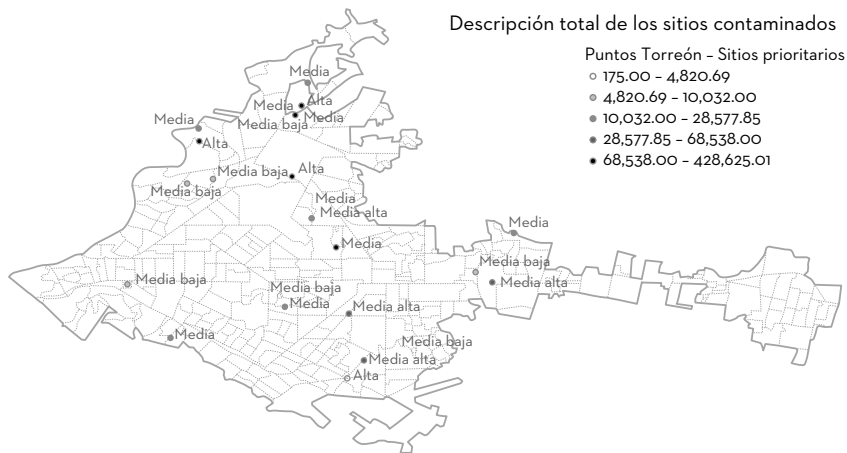 Descripción total de los sitios contaminados
Puntos Torreón – Sitios prioritarios
175.00 – 4,820.69
4,820.69 – 10,032.00
10,032.00 – 28,577.85
28,577.85 – 68,538.00
68,538.00 – 428,625.01
Media
Media
Alta
Media
Media baja
Media
Alta
Media baja
Alta
Media baja
Media
Media alta
Media
Media
Media baja
Media alta
Media baja
Media baja
Media
Media alta
Media
Media baja
Media alta
Alta